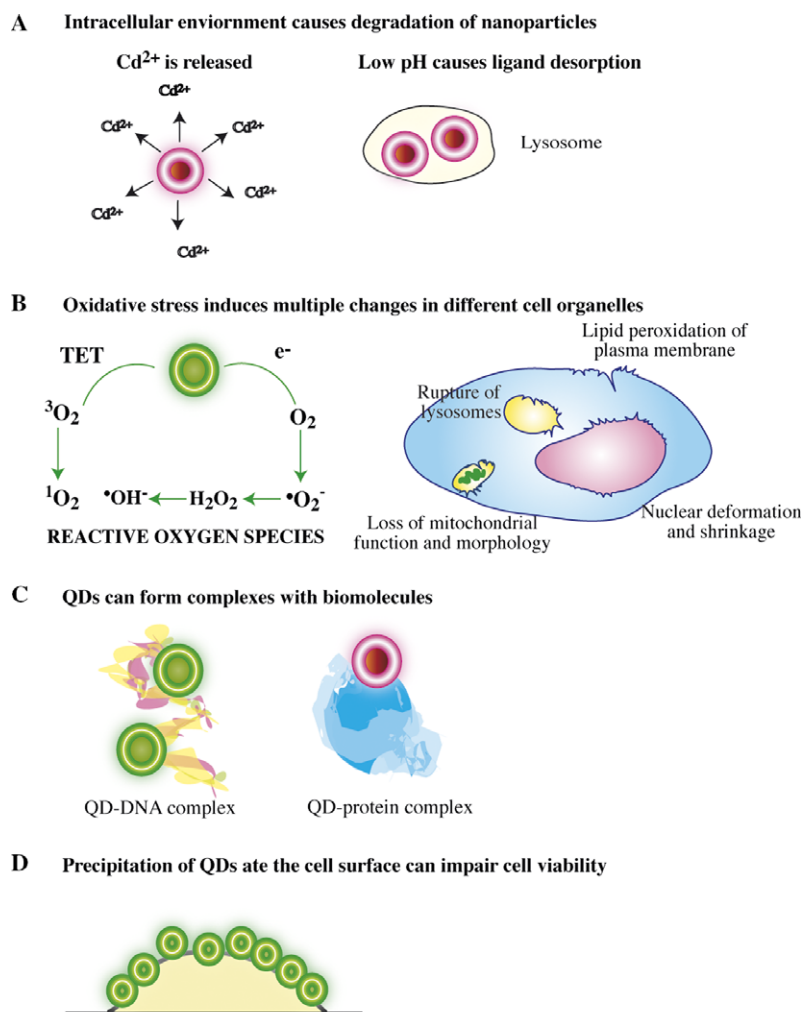 A Intracellular enviornment causes degradation of nanoparticles
Cd²⁺ is released
Low pH causes ligand desorption
Cd²⁺
Cd²⁺
Cd²⁺
Cd²⁺
Cd²⁺
Cd²⁺
Lysosome
B Oxidative stress induces multiple changes in different cell organelles
TET
e-
³O₂
O₂
¹O₂
•OH-
H₂O₂
•O₂-
REACTIVE OXYGEN SPECIES
Lipid peroxidation of
plasma membrane
Rupture of
lysosomes
Loss of mitochondrial
function and morphology
Nuclear deformation
and shrinkage
C QDs can form complexes with biomolecules
QD-DNA complex
QD-protein complex
D Precipitation of QDs ate the cell surface can impair cell viability